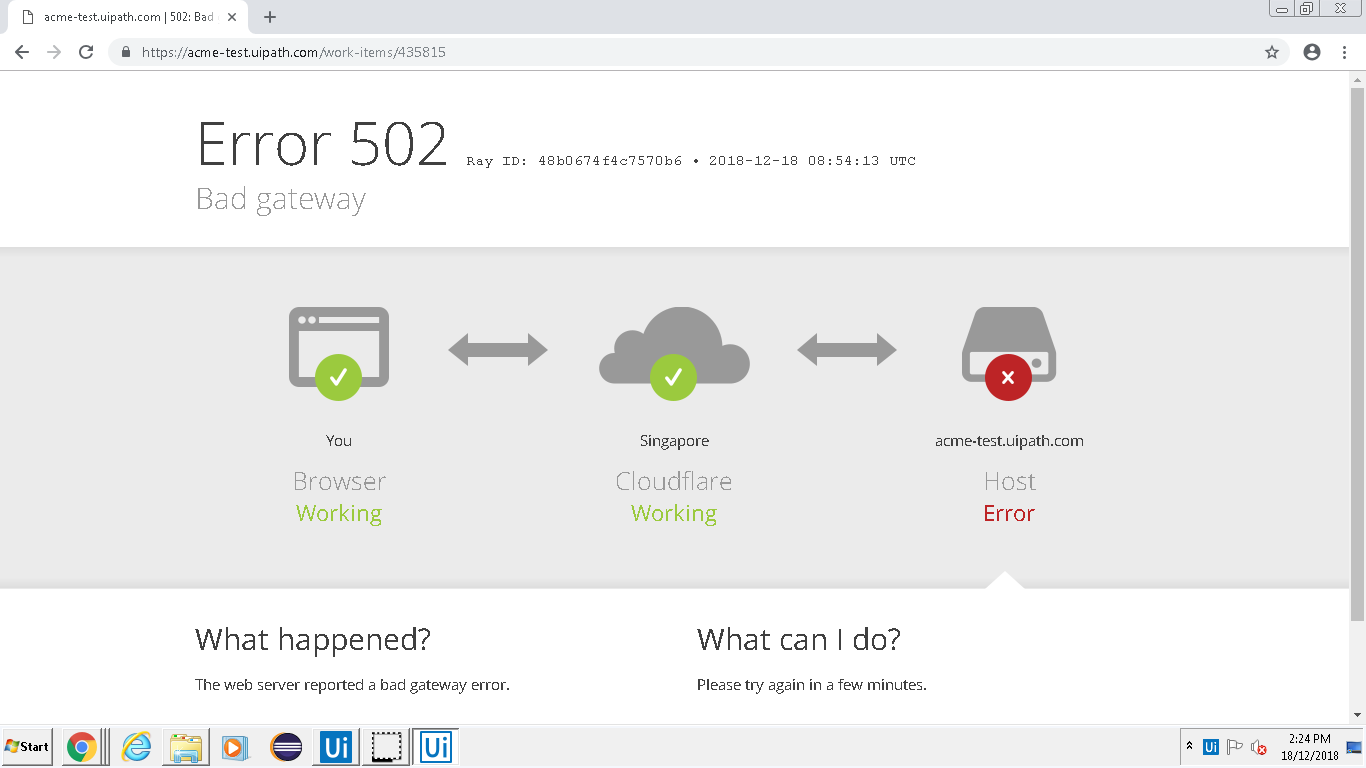 acme-test.uipath.com | 502: Bad
https://acme-test.uipath.com/work-items/435815
Error 502 Ray ID: 48b0674f4c7570b6 • 2018-12-18 08:54:13 UTC
Bad gateway
You
Browser
Working
Singapore
Cloudflare
Working
acme-test.uipath.com
Host
Error
What happened?
The web server reported a bad gateway error.
What can I do?
Please try again in a few minutes.
Start
Ui
Ui
Ui
2:24 PM
18/12/2018